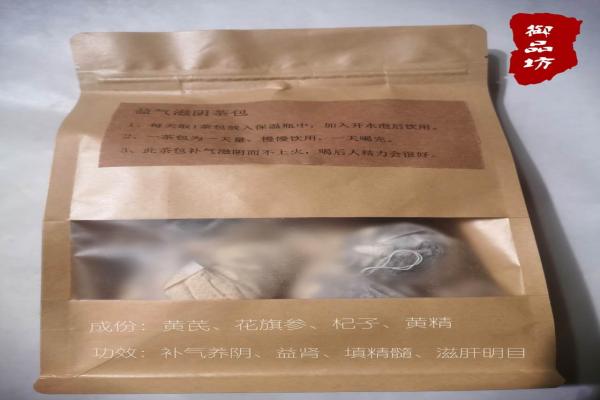 御品坊
益气滋阴茶包
1、每天取1茶包放入保温瓶中，加入开水泡后饮用。
2、一茶包为一天量，慢慢饮用，一天喝完。
3、此茶包补气滋阴而不上火，喝后人精力会很好。
成份：黄芪、花旗参、杞子、黄精
功效：补气养阴、益肾、填精髓、滋肝明目